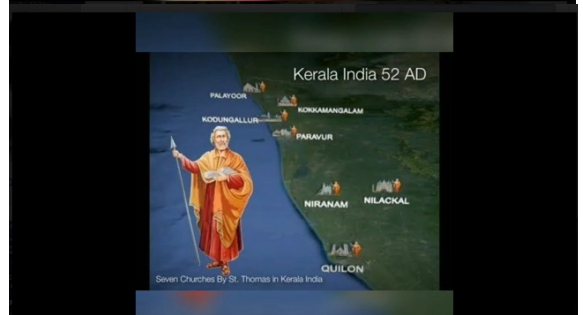 Kerala India 52 AD
PALAYOOR
KOKKAMANGALAM
KODUNGALLUR
PARAVUR
NIRANAM
NILACKAL
QUILON
Seven Churches By St. Thomas in Kerala India